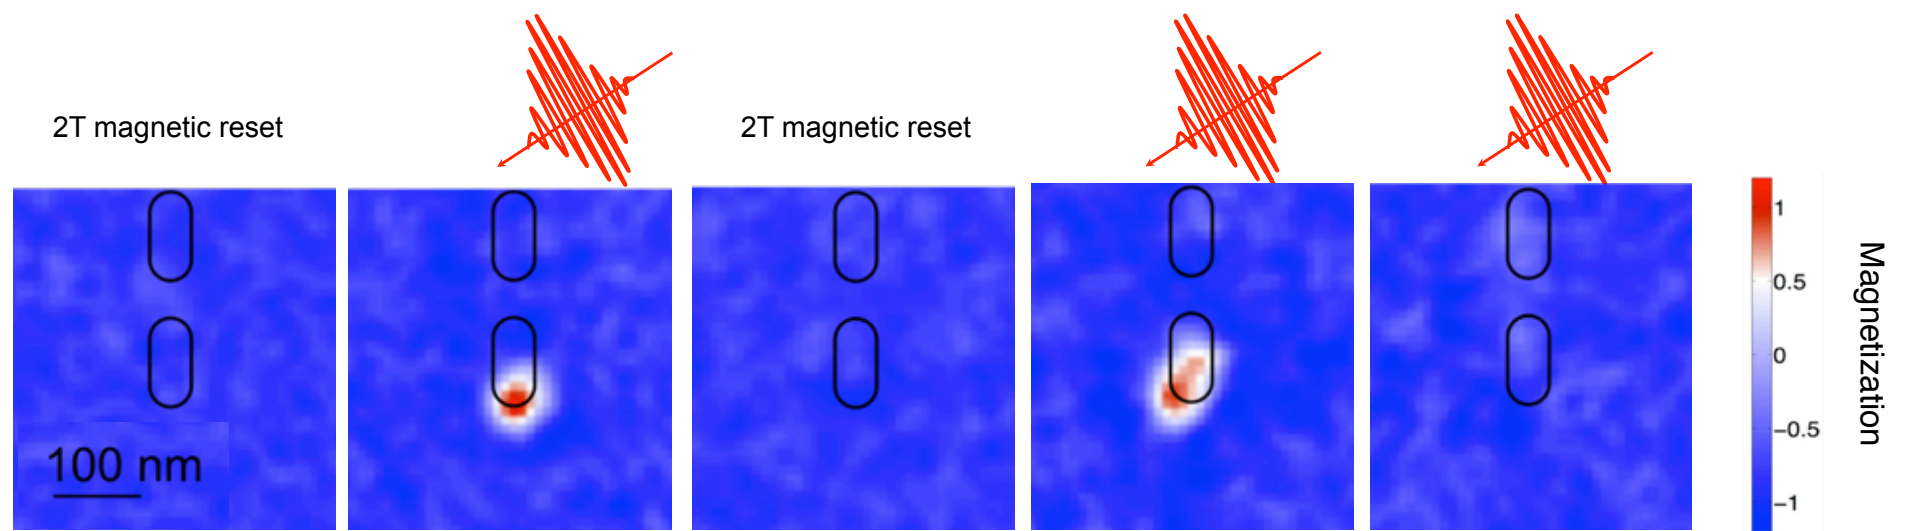 2T magnetic reset
2T magnetic reset
100 nm
1
0.5
0
−0.5
−1
Magnetization